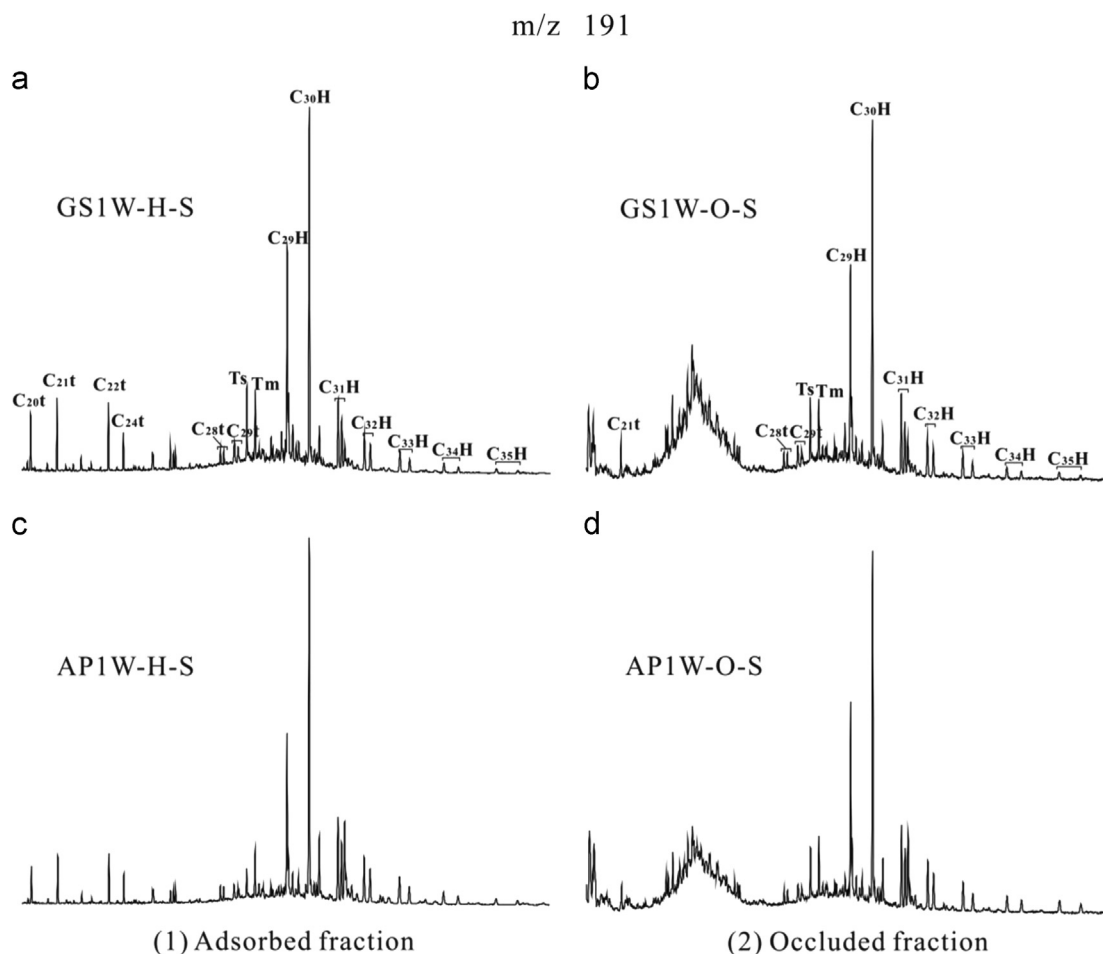 m/z 191
a
C₃₀H
GS1W-H-S
C₂₉H
C₂₀t
C₂₁t
C₂₂t
C₂₄t
C₂₈t
C₂₉t
Ts
Tm
C₃₁H
C₃₂H
C₃₃H
C₃₄H
C₃₅H
b
C₃₀H
GS1W-O-S
C₂₉H
C₂₁t
C₂₈t
C₂₉t
Ts
Tm
C₃₁H
C₃₂H
C₃₃H
C₃₄H
C₃₅H
c
AP1W-H-S
(1) Adsorbed fraction
d
AP1W-O-S
(2) Occluded fraction